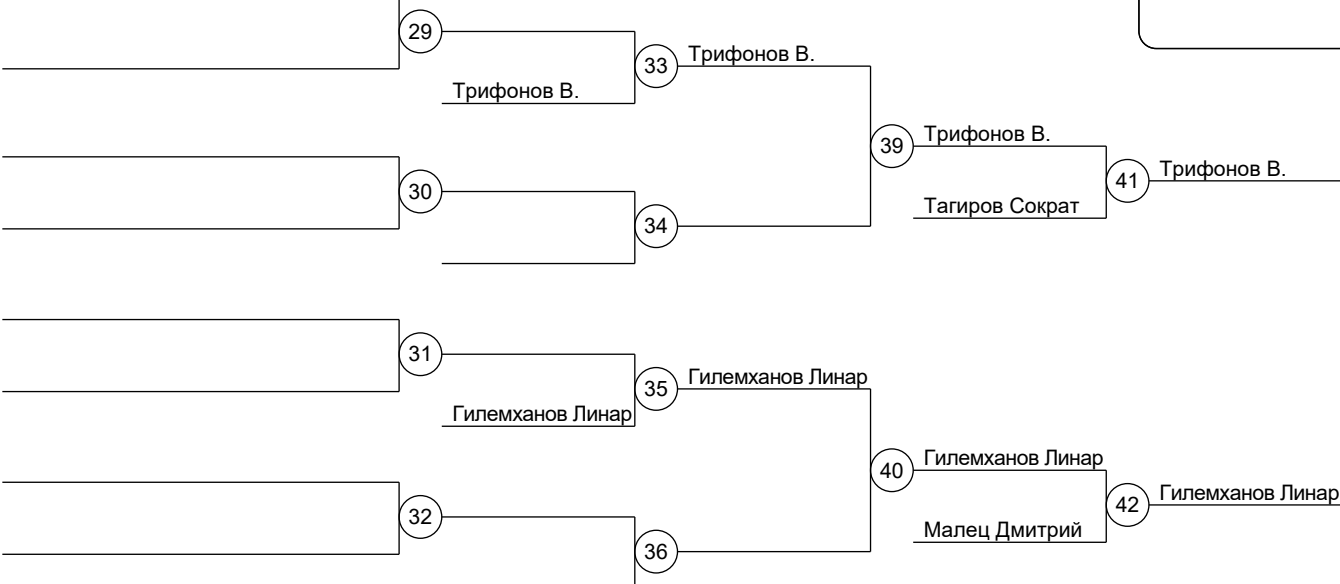 29
33
Трифонов В.
Трифонов В.
39
Трифонов В.
41
Трифонов В.
30
34
Тагиров Сократ
31
35
Гилемханов Линар
Гилемханов Линар
40
Гилемханов Линар
42
Гилемханов Линар
32
36
Малец Дмитрий